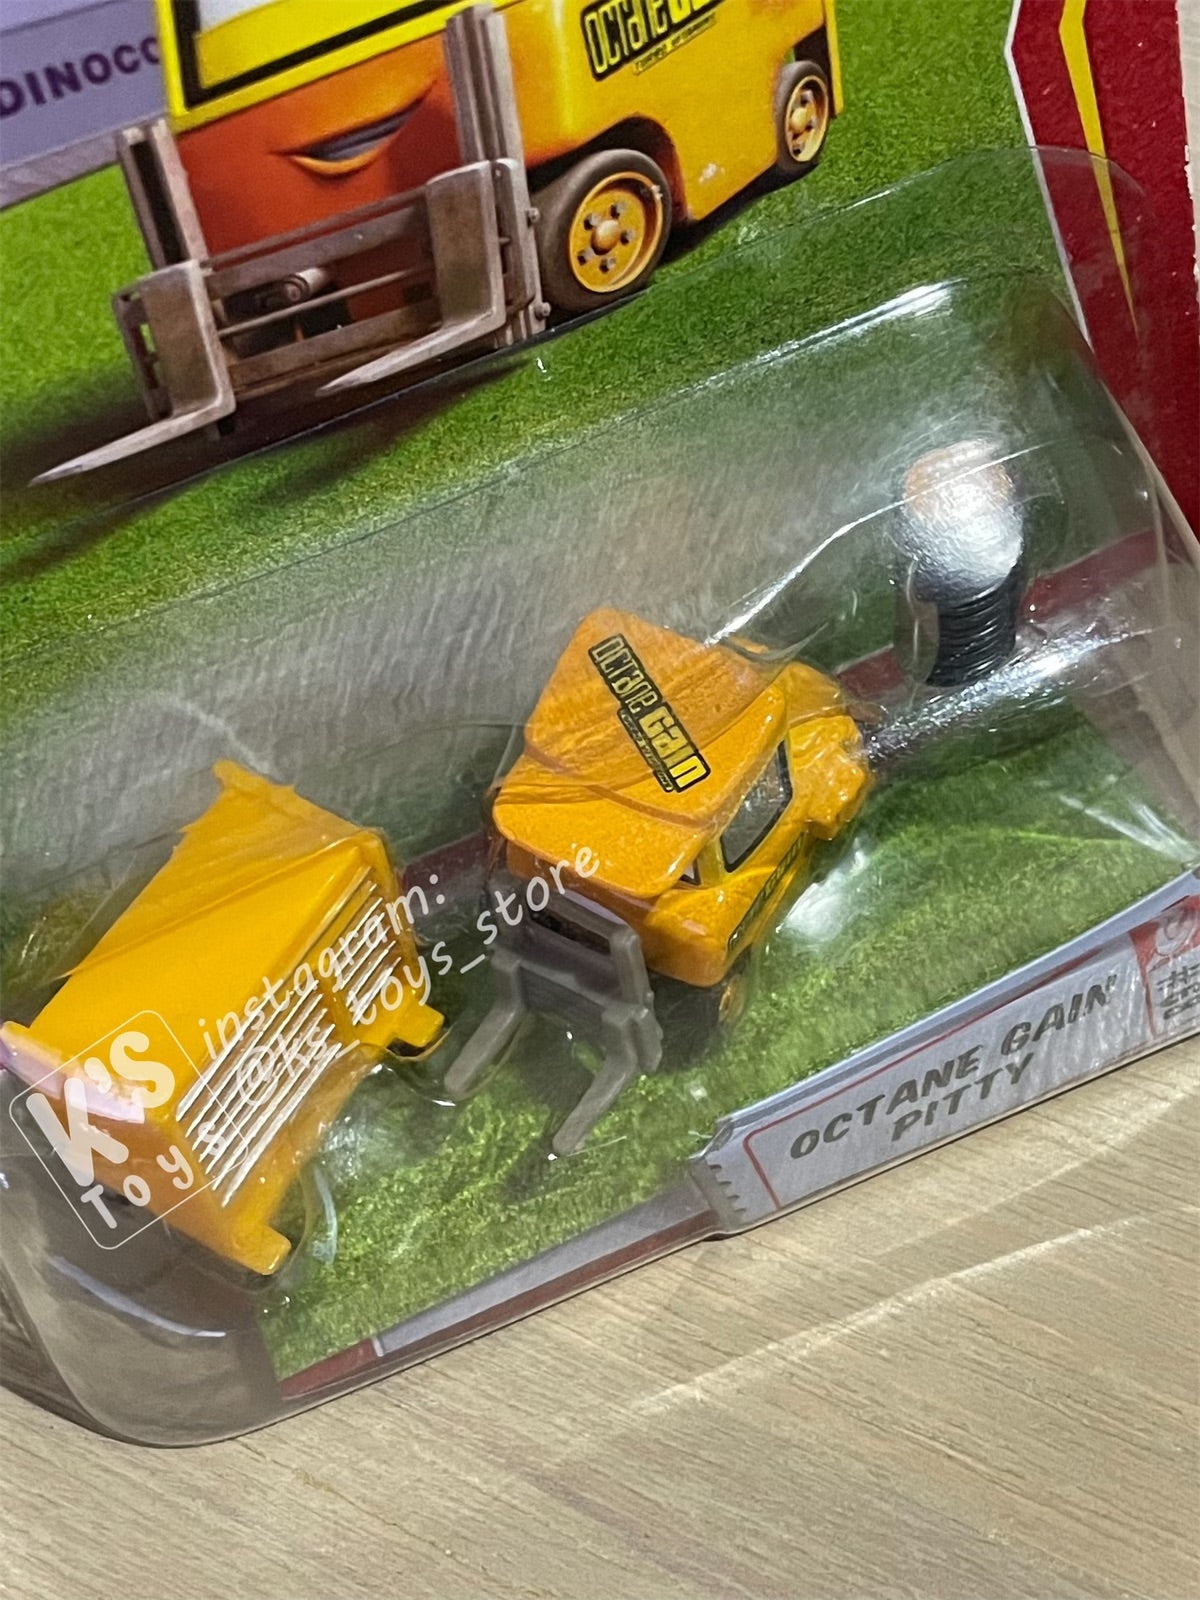 DINOCO
OCTANE GAIN
OCTANE GAIN
OCTANE GAIN
PITTY
instagram:
@ks_toys_store
K'S
Toys